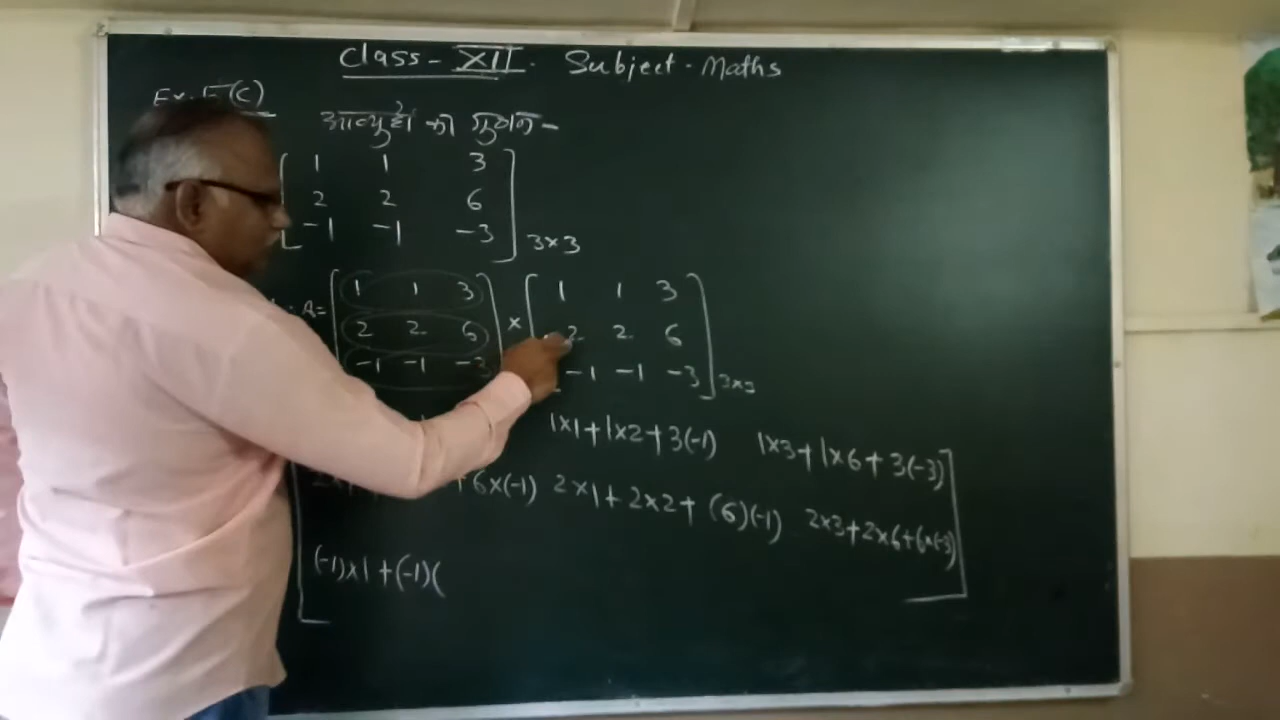 Class - XII. Subject - Maths
Ex.
आव्यूहों का गुणन -
1 1 3
2 2 6
-1 -1 -3 3×3
A = 1 1 3 × 1 1 3
2 2 6 2 2 6
-1 -1 -3 -1 -1 -3 3×3
1×1+1×2+3(-1) 1×3+1×6+3(-3)
+6×(-1) 2×1+2×2+(6)(-1) 2×3+2×6+6×(-3)
(-1)×1+(-1)(